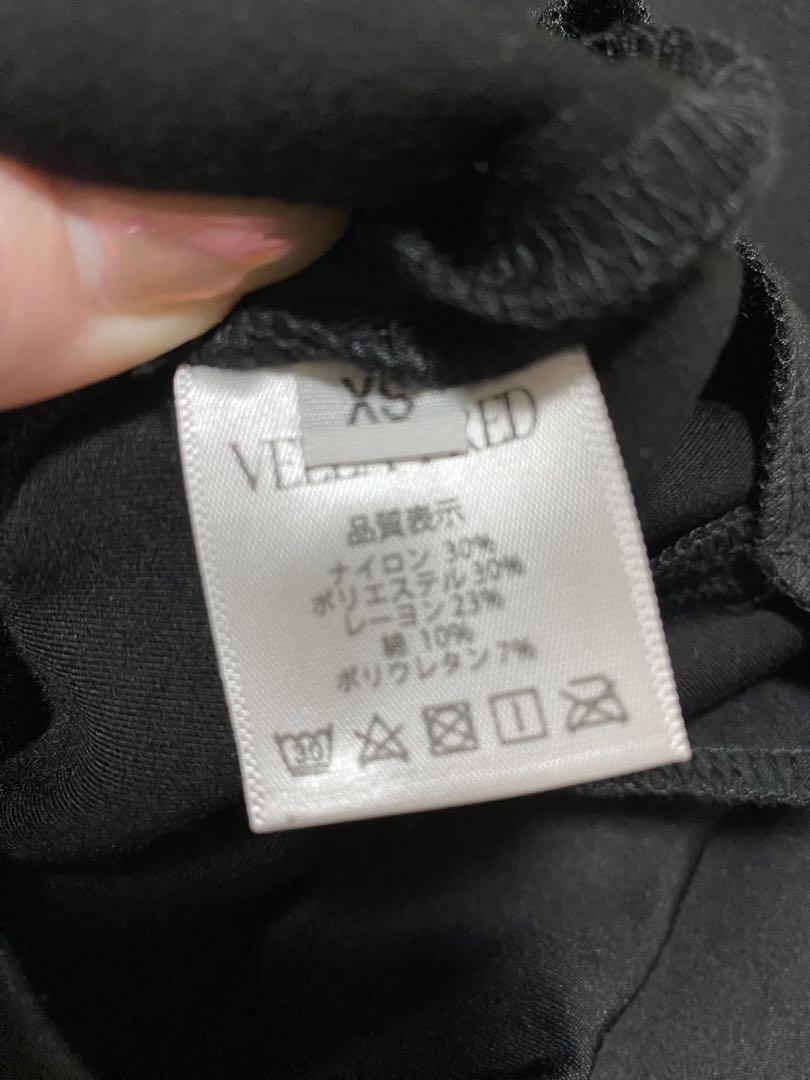 XS
品質表示
ナイロン 30%
ポリエステル 30%
レーヨン 23%
綿 10%
ポリウレタン 7%
30